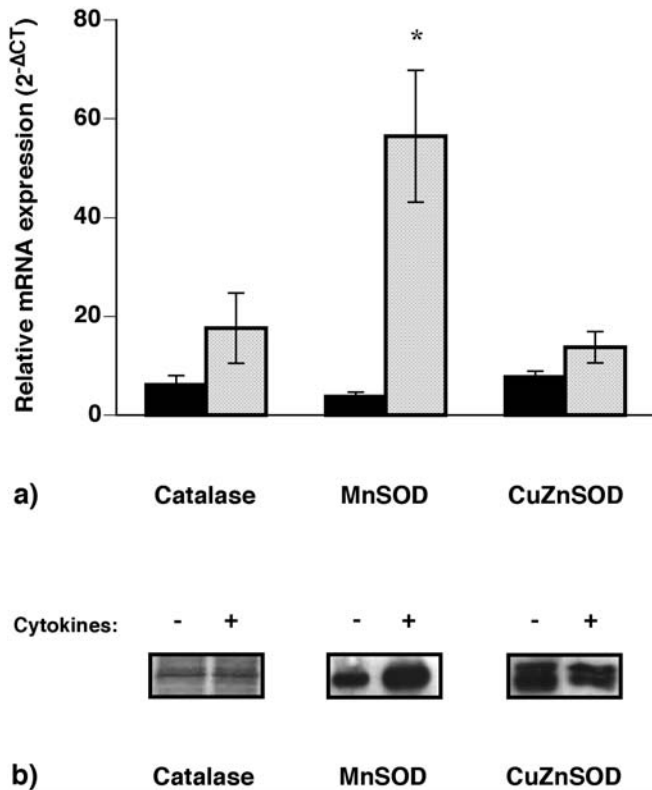 80
*
60
40
20
0
Relative mRNA expression (2-ΔCT)
a) Catalase MnSOD CuZnSOD
Cytokines: - + - + - +
b) Catalase MnSOD CuZnSOD